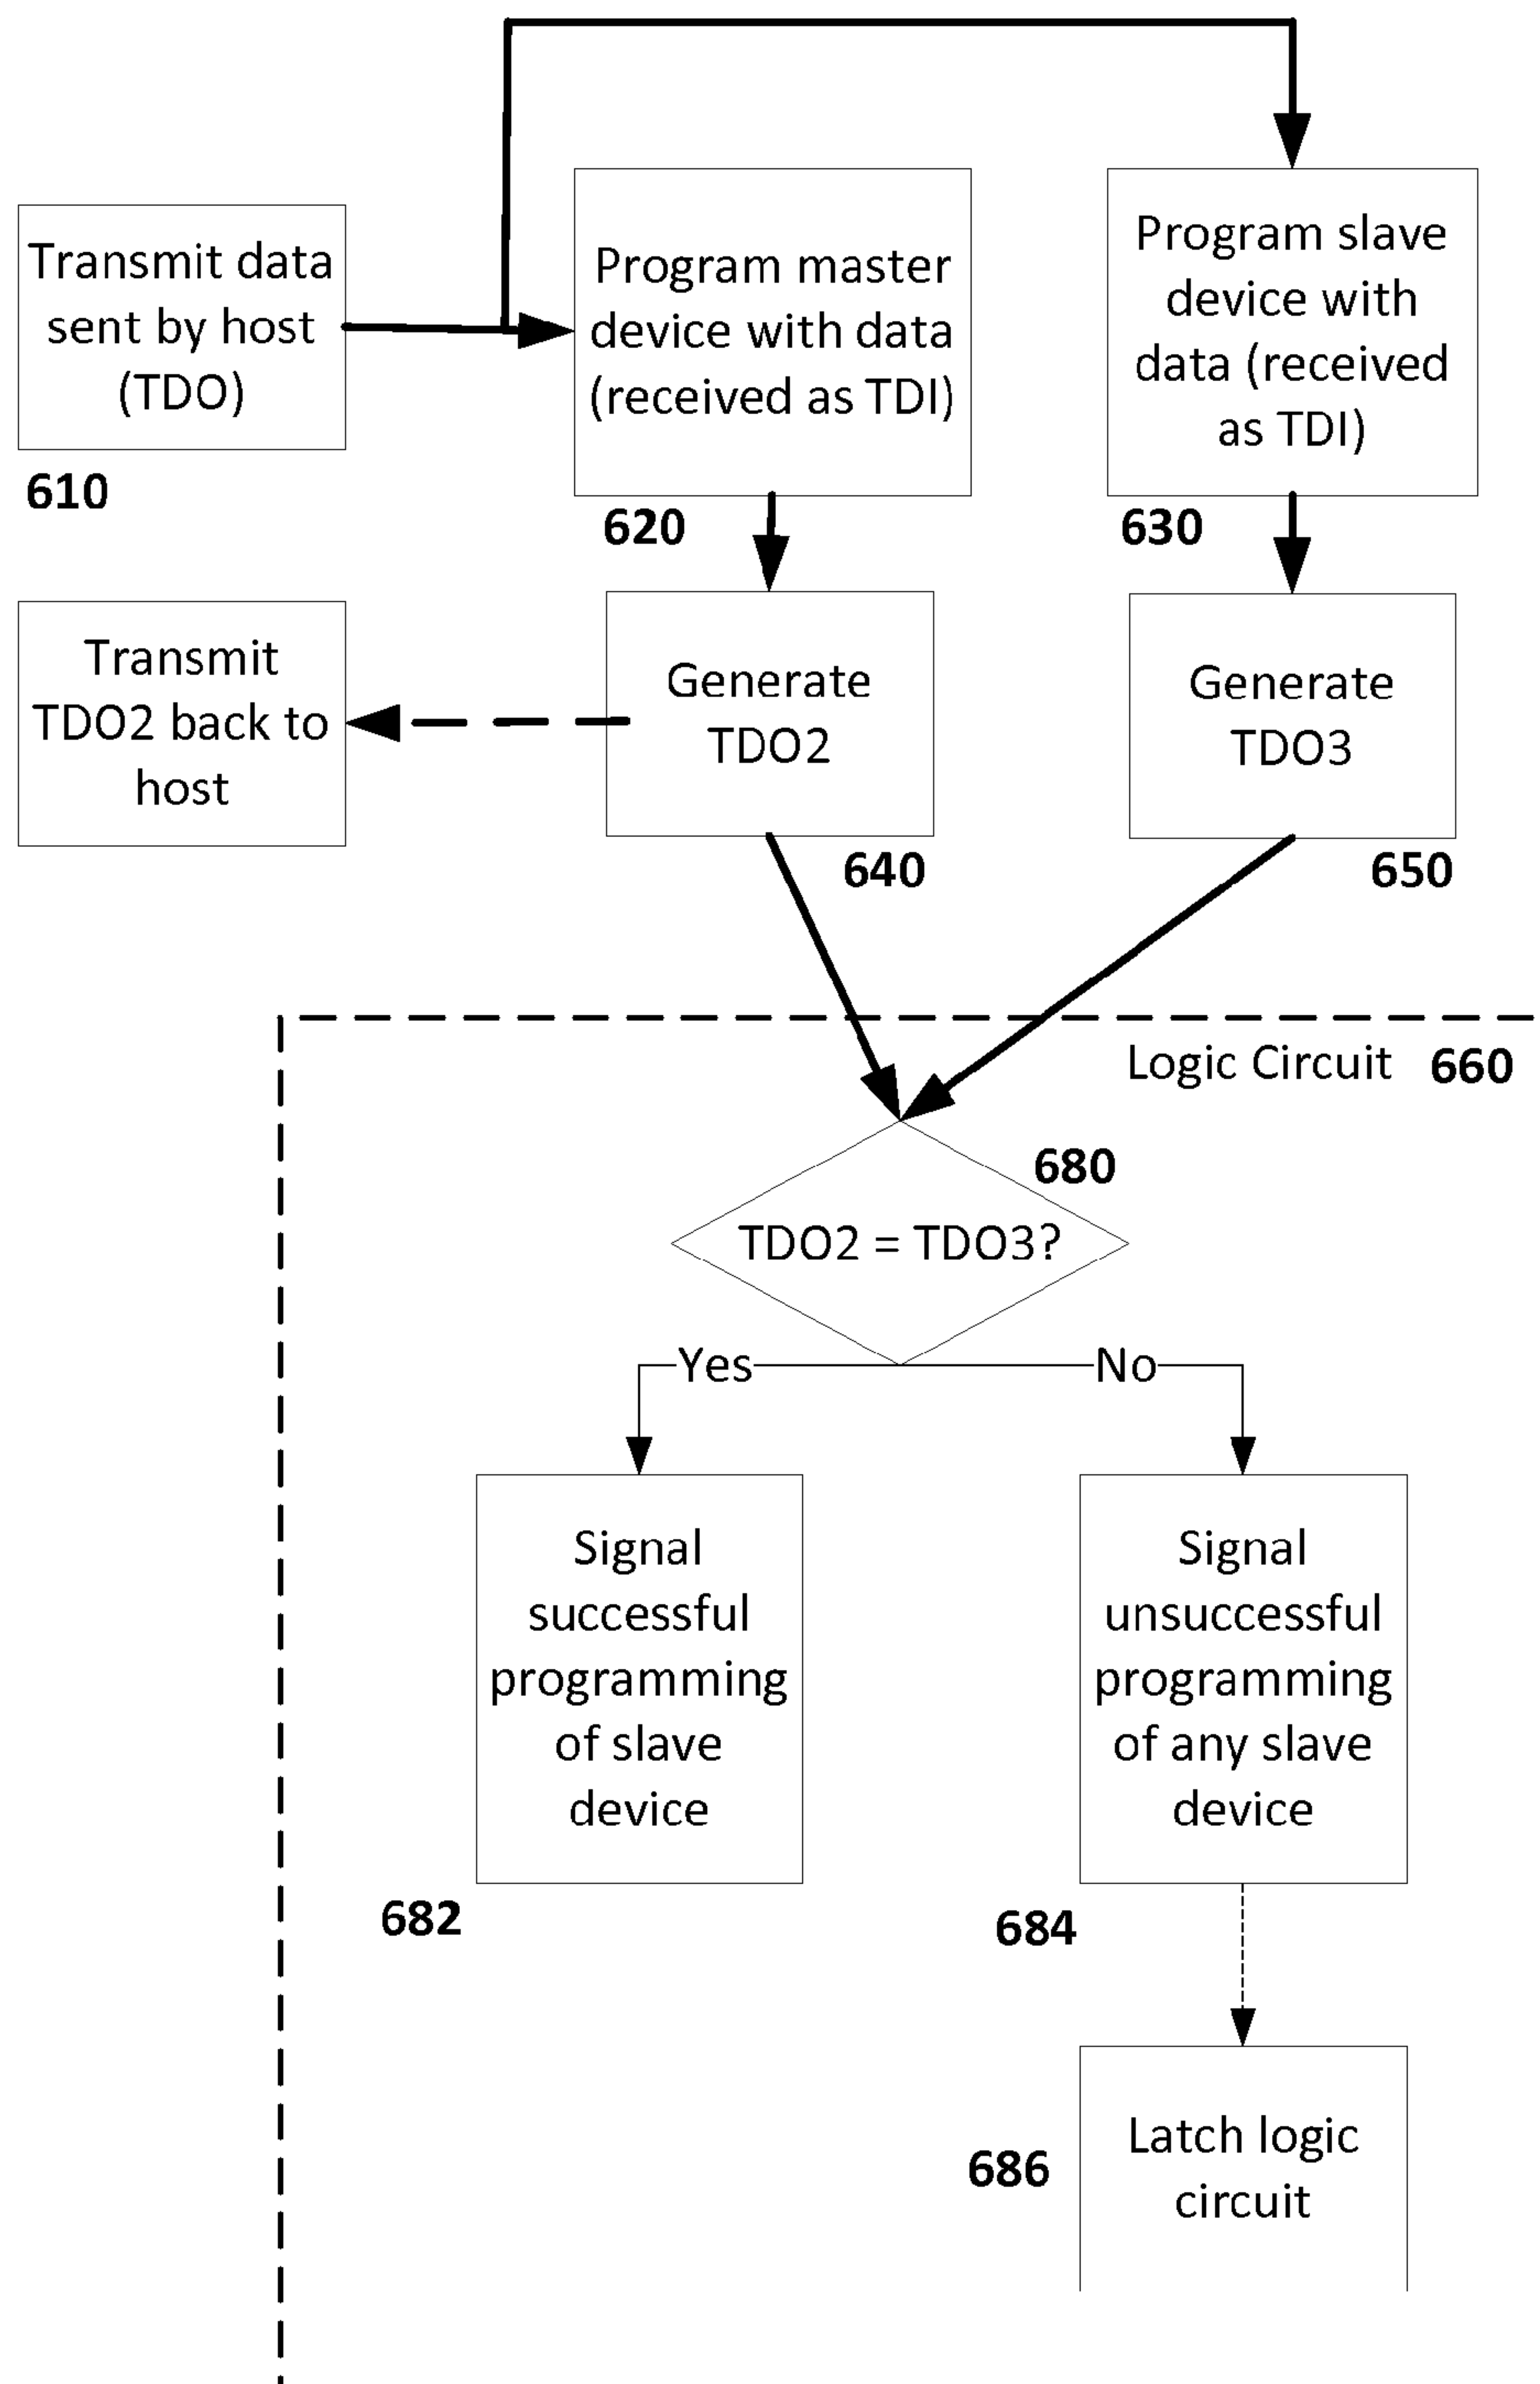 Transmit data
sent by host
(TDO)
610
Program master
device with data
(received as TDI)
620
Program slave
device with
data (received
as TDI)
630
Transmit
TDO2 back to
host
Generate
TDO2
640
Generate
TDO3
650
Logic Circuit 660
680
TDO2 = TDO3?
Yes
No
Signal
successful
programming
of slave
device
682
Signal
unsuccessful
programming
of any slave
device
684
Latch logic
circuit
686